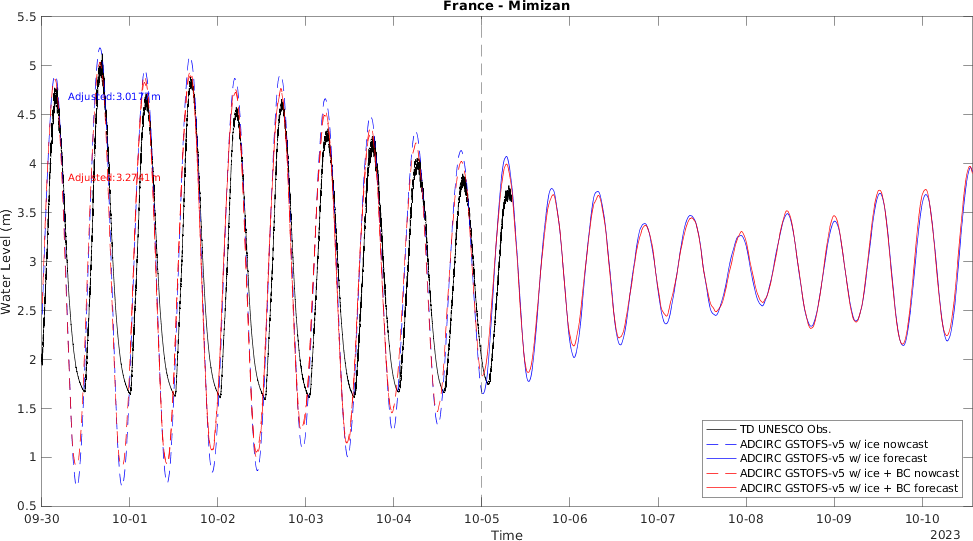 France - Mimizan
5.5
5
4.5
4
3.5
3
2.5
2
1.5
1
0.5
Water Level (m)
Adjusted:3.0171m
Adjusted:3.2741m
TD UNESCO Obs.
ADCIRC GSTOFS-v5 w/ ice nowcast
ADCIRC GSTOFS-v5 w/ ice forecast
ADCIRC GSTOFS-v5 w/ ice + BC nowcast
ADCIRC GSTOFS-v5 w/ ice + BC forecast
09-30 10-01 10-02 10-03 10-04 10-05 10-06 10-07 10-08 10-09 10-10
Time
2023